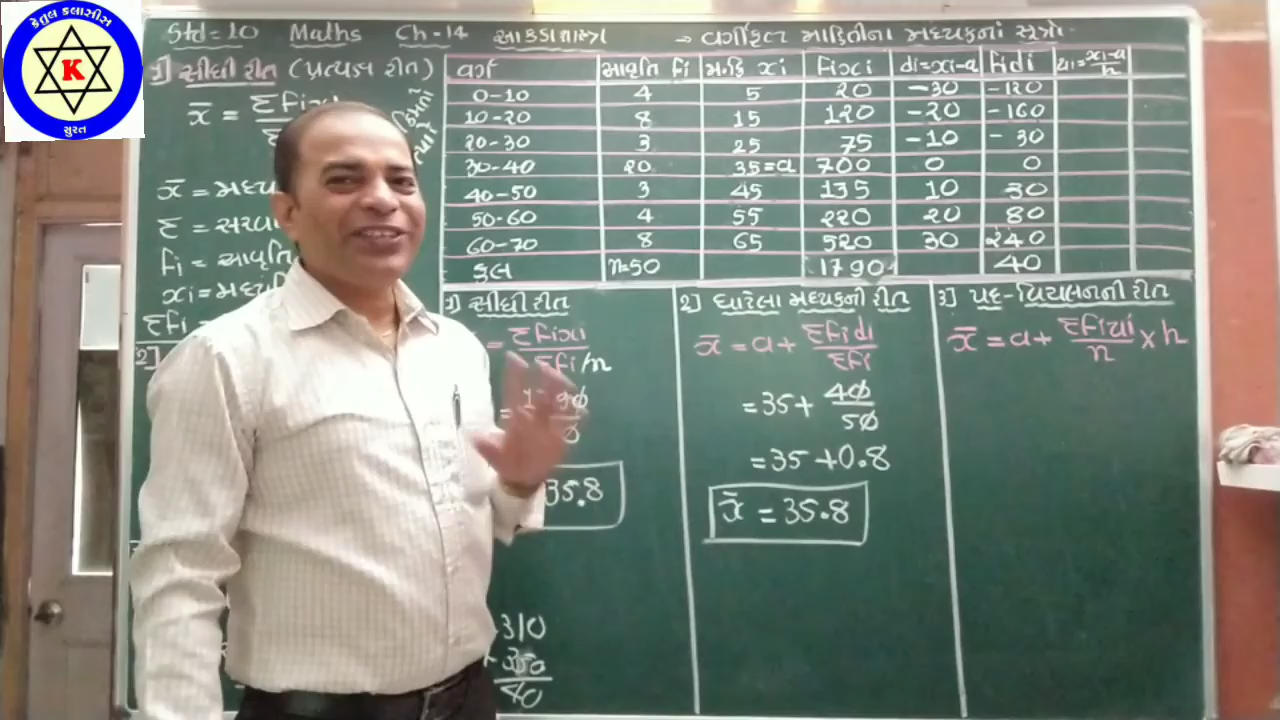 કેતુલ કલાસીસ
K
સુરત
Std=10 Maths Ch-14 આંકડાશાસ્ત્ર → વર્ગીકૃત માહિતીના મધ્યકનાં સૂત્રો
1] સીધી રીત (પ્રત્યક્ષ રીત)
x̄ = Σfixi
x̄ = મધ્યક
Σ = સરવા
fi = આવૃત્તિ
xi = મધ્ય
Σfi =
2]
વર્ગ આવૃતિ fi મ.કિ xi fixi di=xi-a fidi ui=xi-a/h
0-10 4 5 20 -30 -120
10-20 8 15 120 -20 -160
20-30 3 25 75 -10 -30
30-40 20 35=a 700 0 0
40-50 3 45 135 10 30
50-60 4 55 220 20 80
60-70 8 65 520 30 240
કુલ n=50 1790 40
1) સીધી રીત
= Σfixi
Σfi/n
35.8
310
40
૨] ધારેલા મધ્યકની રીત
x̄ = a + Σfidi
Σfi
= 35 + 40
50
= 35 + 0.8
x̄ = 35.8
3] પદ-વિચલનની રીત
x̄ = a + Σfiui × h
n